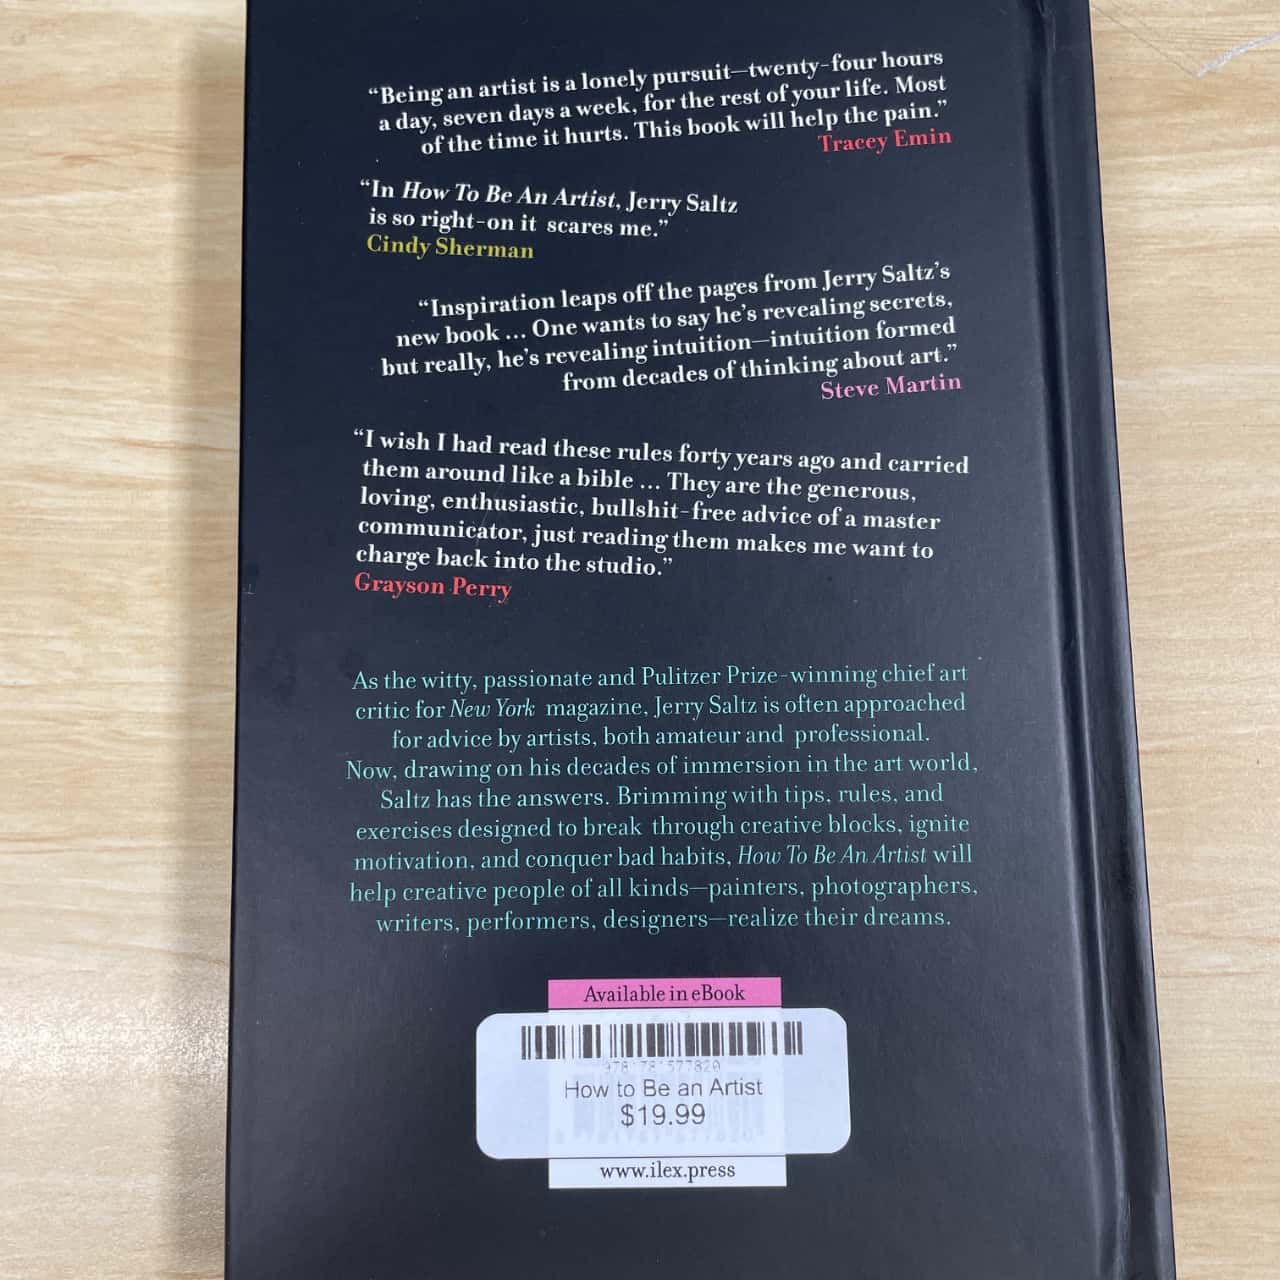 “Being an artist is a lonely pursuit—twenty-four hours
a day, seven days a week, for the rest of your life. Most
of the time it hurts. This book will help the pain.”
Tracey Emin
“In How To Be An Artist, Jerry Saltz
is so right-on it scares me.”
Cindy Sherman
“Inspiration leaps off the pages from Jerry Saltz’s
new book ... One wants to say he’s revealing secrets,
but really, he’s revealing intuition—intuition formed
from decades of thinking about art.”
Steve Martin
“I wish I had read these rules forty years ago and carried
them around like a bible ... They are the generous,
loving, enthusiastic, bullshit-free advice of a master
communicator, just reading them makes me want to
charge back into the studio.”
Grayson Perry
As the witty, passionate and Pulitzer Prize-winning chief art
critic for New York magazine, Jerry Saltz is often approached
for advice by artists, both amateur and professional.
Now, drawing on his decades of immersion in the art world,
Saltz has the answers. Brimming with tips, rules, and
exercises designed to break through creative blocks, ignite
motivation, and conquer bad habits, How To Be An Artist will
help creative people of all kinds—painters, photographers,
writers, performers, designers—realize their dreams.
Available in eBook
How to Be an Artist
$19.99
www.ilex.press